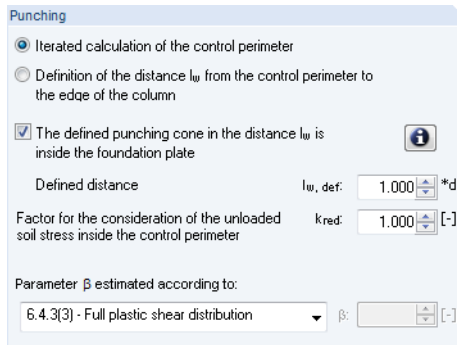 Punching
Iterated calculation of the control perimeter
Definition of the distance lw from the control perimeter to
the edge of the column
The defined punching cone in the distance lw is
inside the foundation plate
Defined distance lw, def: 1.000 *d
Factor for the consideration of the unloaded
soil stress inside the control perimeter kred: 1.000 [-]
Parameter β estimated according to:
6.4.3(3) - Full plastic shear distribution β: [-]